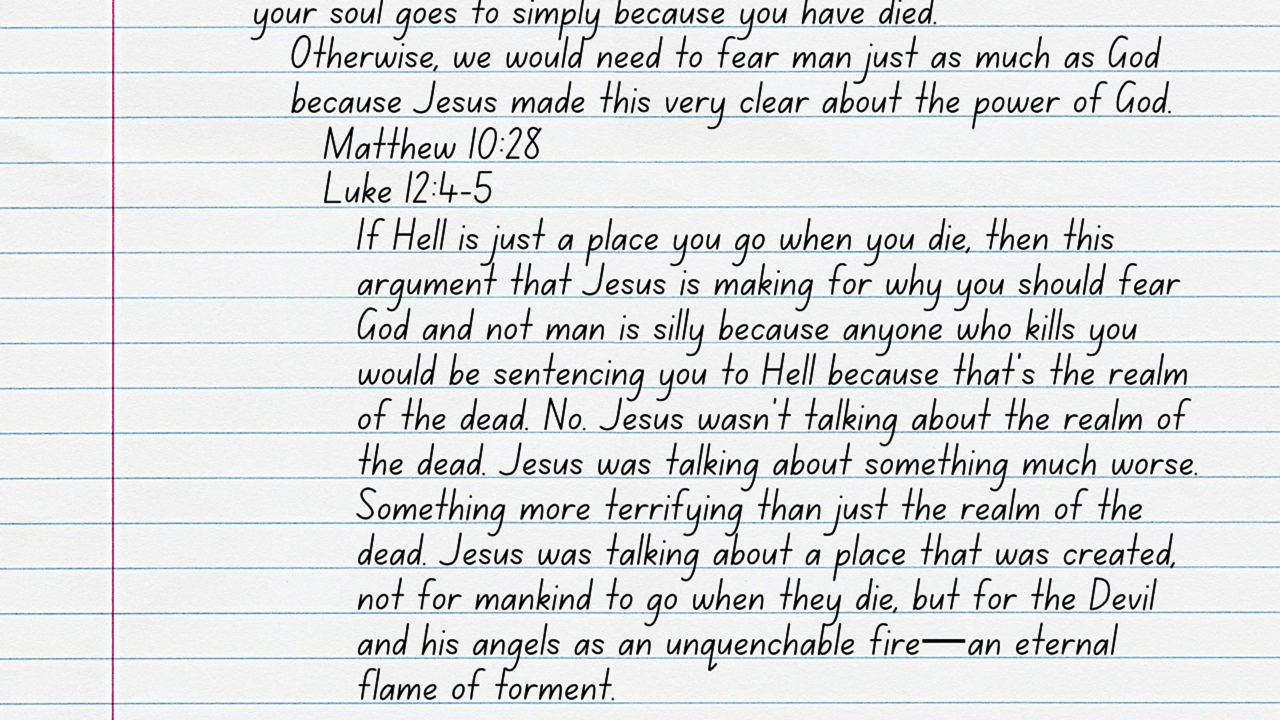 your soul goes to simply because you have died.
Otherwise, we would need to fear man just as much as God
because Jesus made this very clear about the power of God.
Matthew 10:28
Luke 12:4-5
If Hell is just a place you go when you die, then this
argument that Jesus is making for why you should fear
God and not man is silly because anyone who kills you
would be sentencing you to Hell because that's the realm
of the dead. No. Jesus wasn't talking about the realm of
the dead. Jesus was talking about something much worse.
Something more terrifying than just the realm of the
dead. Jesus was talking about a place that was created,
not for mankind to go when they die, but for the Devil
and his angels as an unquenchable fire—an eternal
flame of torment.